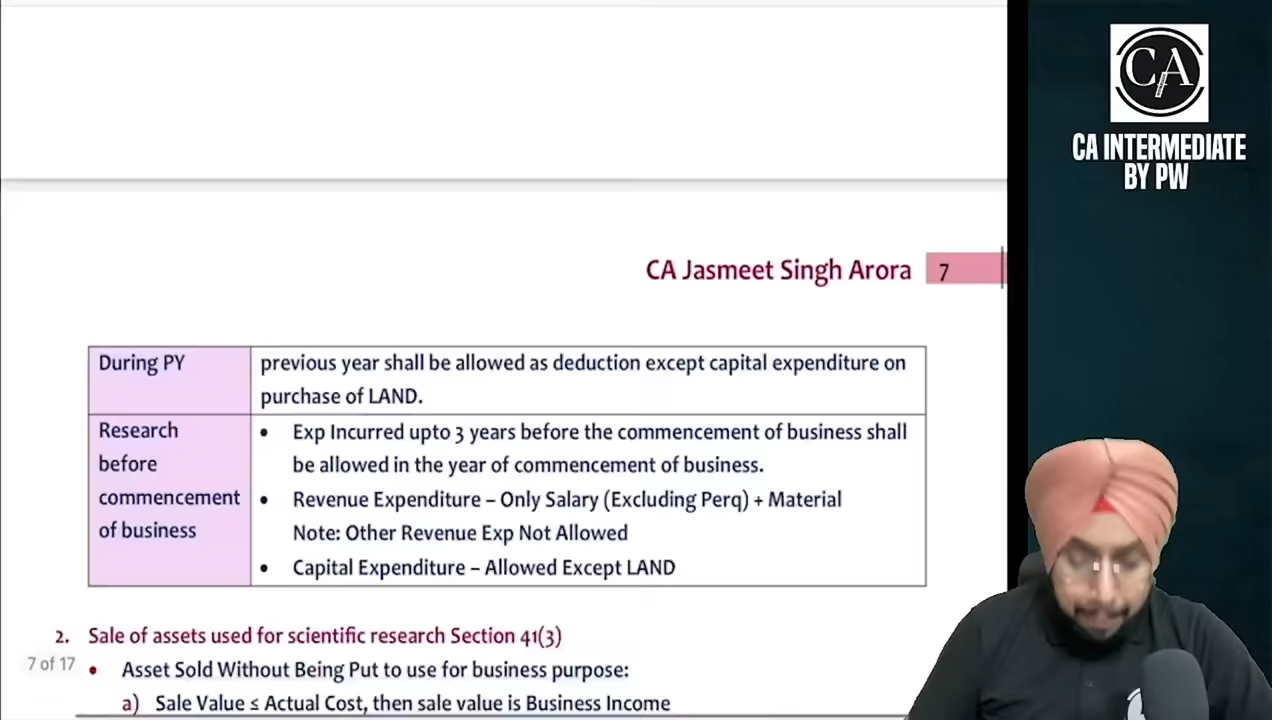 CA
CA INTERMEDIATE
BY PW
CA Jasmeet Singh Arora 7
During PY
previous year shall be allowed as deduction except capital expenditure on
purchase of LAND.
Research
before
commencement
of business
• Exp Incurred upto 3 years before the commencement of business shall
be allowed in the year of commencement of business.
• Revenue Expenditure – Only Salary (Excluding Perq) + Material
Note: Other Revenue Exp Not Allowed
• Capital Expenditure – Allowed Except LAND
2. Sale of assets used for scientific research Section 41(3)
7 of 17
• Asset Sold Without Being Put to use for business purpose:
a) Sale Value ≤ Actual Cost, then sale value is Business Income